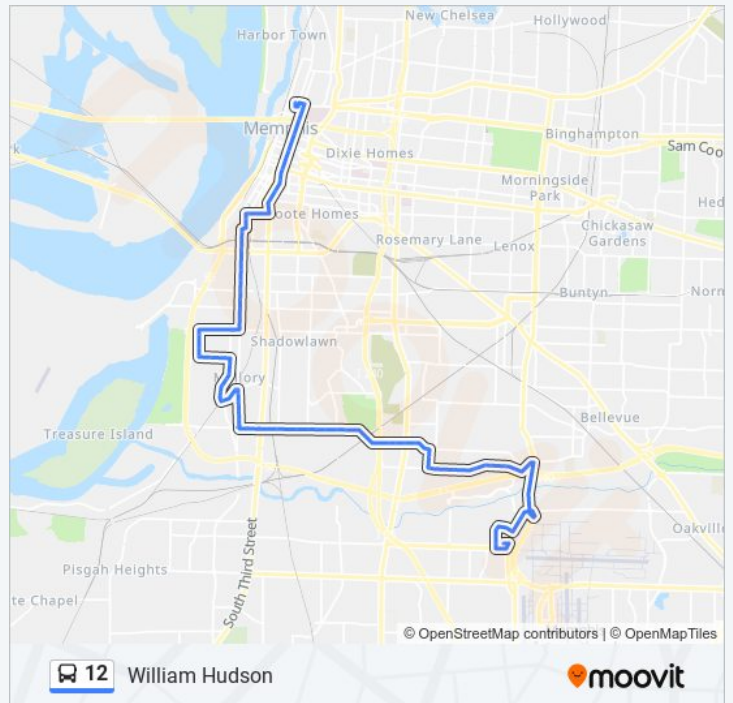 New Chelsea
Hollywood
Harbor Town
Memphis
Binghampton
Sam Coo
Dixie Homes
Morningside
Park
Hed
oote Homes
Chickasaw
Gardens
Rosemary Lane
Lenox
Buntyn
Norn
Shadowlawn
Mallory
Bellevue
Treasure Island
South Third Street
Oakville
Pisgah Heights
te Chapel
© OpenStreetMap contributors | © OpenMapTiles
12 William Hudson
moovit